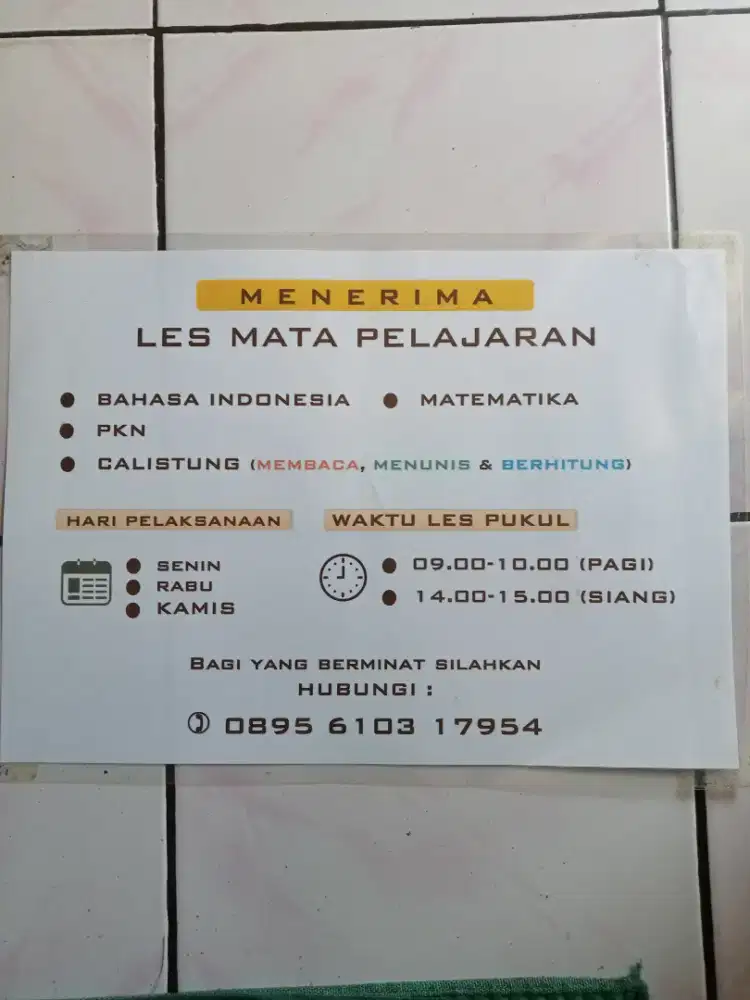 MENERIMA
LES MATA PELAJARAN
BAHASA INDONESIA
MATEMATIKA
PKN
CALISTUNG (MEMBACA, MENUNIS & BERHITUNG)
HARI PELAKSANAAN
SENIN
RABU
KAMIS
WAKTU LES PUKUL
09.00-10.00 (PAGI)
14.00-15.00 (SIANG)
BAGI YANG BERMINAT SILAHKAN
HUBUNGI :
0895 6103 17954